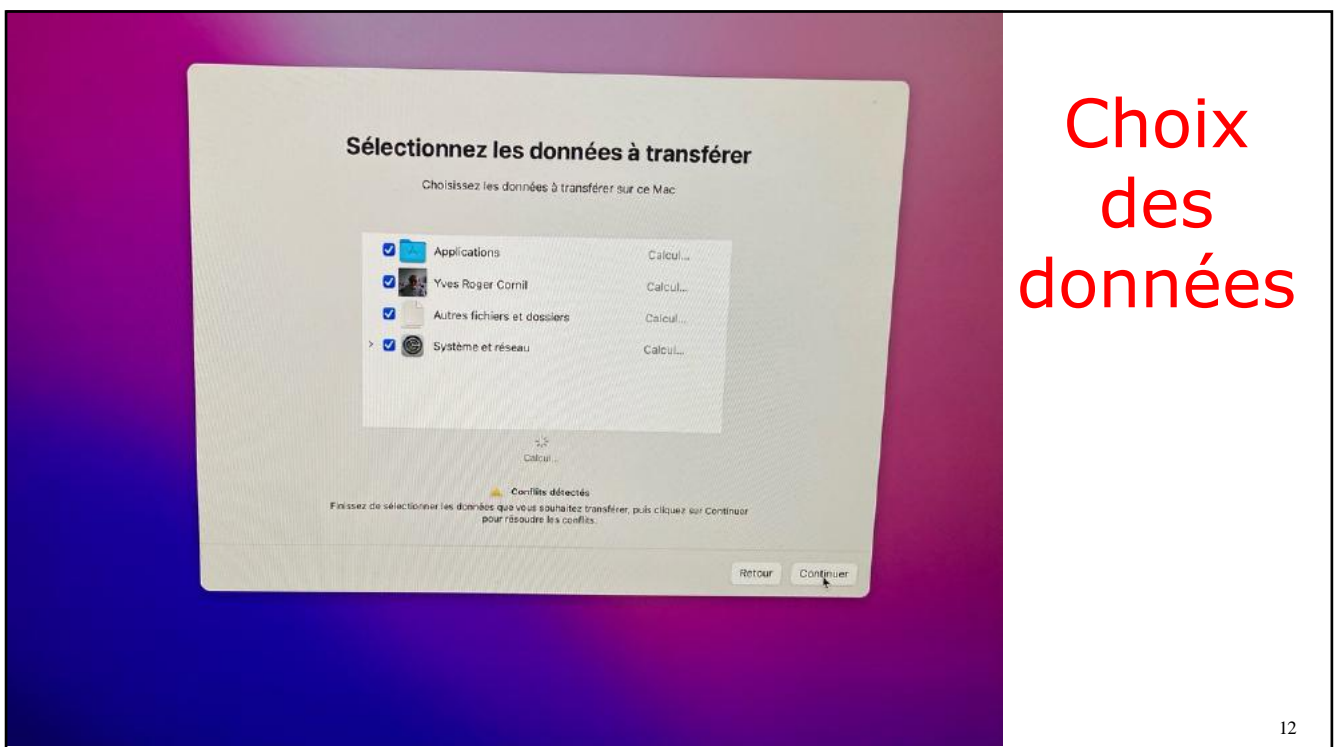 Sélectionnez les données à transférer
Choisissez les données à transférer sur ce Mac
Applications Calcul...
Yves Roger Cornil Calcul...
Autres fichiers et dossiers Calcul...
> Système et réseau Calcul...
Calcul...
Conflits détectés
Finissez de sélectionner les données que vous souhaitez transférer, puis cliquez sur Continuer
pour résoudre les conflits.
Retour Continuer
Choix
des
données
12